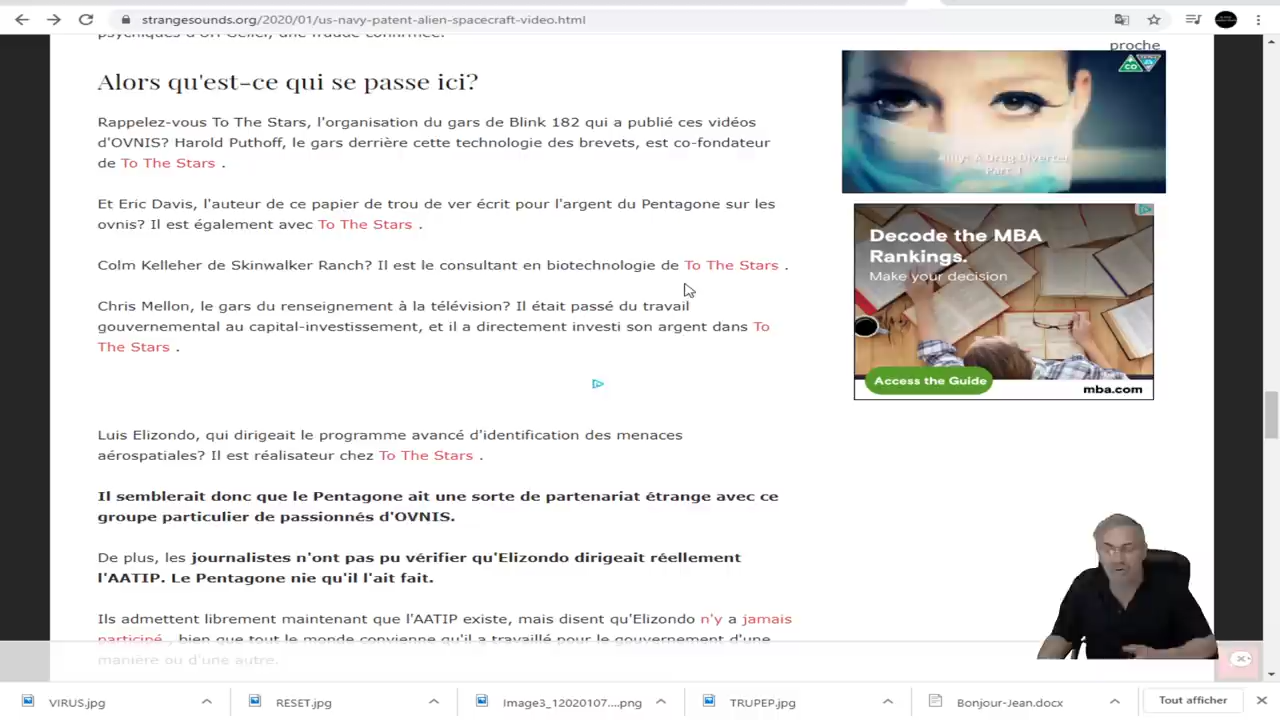 strangesounds.org/2020/01/us-navy-patent-alien-spacecraft-video.html
proche
Alors qu'est-ce qui se passe ici?
Rappelez-vous To The Stars, l'organisation du gars de Blink 182 qui a publié ces vidéos
d'OVNIS? Harold Puthoff, le gars derrière cette technologie des brevets, est co-fondateur
de To The Stars .
Et Eric Davis, l'auteur de ce papier de trou de ver écrit pour l'argent du Pentagone sur les
ovnis? Il est également avec To The Stars .
Colm Kelleher de Skinwalker Ranch? Il est le consultant en biotechnologie de To The Stars .
Chris Mellon, le gars du renseignement à la télévision? Il était passé du travail
gouvernemental au capital-investissement, et il a directement investi son argent dans To
The Stars .
Luis Elizondo, qui dirigeait le programme avancé d'identification des menaces
aérospatiales? Il est réalisateur chez To The Stars .
Il semblerait donc que le Pentagone ait une sorte de partenariat étrange avec ce
groupe particulier de passionnés d'OVNIS.
De plus, les journalistes n'ont pas pu vérifier qu'Elizondo dirigeait réellement
l'AATIP. Le Pentagone nie qu'il l'ait fait.
Ils admettent librement maintenant que l'AATIP existe, mais disent qu'Elizondo n'y a jamais
participé , bien que tout le monde convienne qu'il a travaillé pour le gouvernement d'une
manière ou d'une autre.
CO
A Drug Diverter
Part 1
Decode the MBA
Rankings.
Make your decision
Access the Guide
mba.com
VIRUS.jpg
RESET.jpg
Image3_12020107....png
TRUPEP.jpg
Bonjour-Jean.docx
Tout afficher